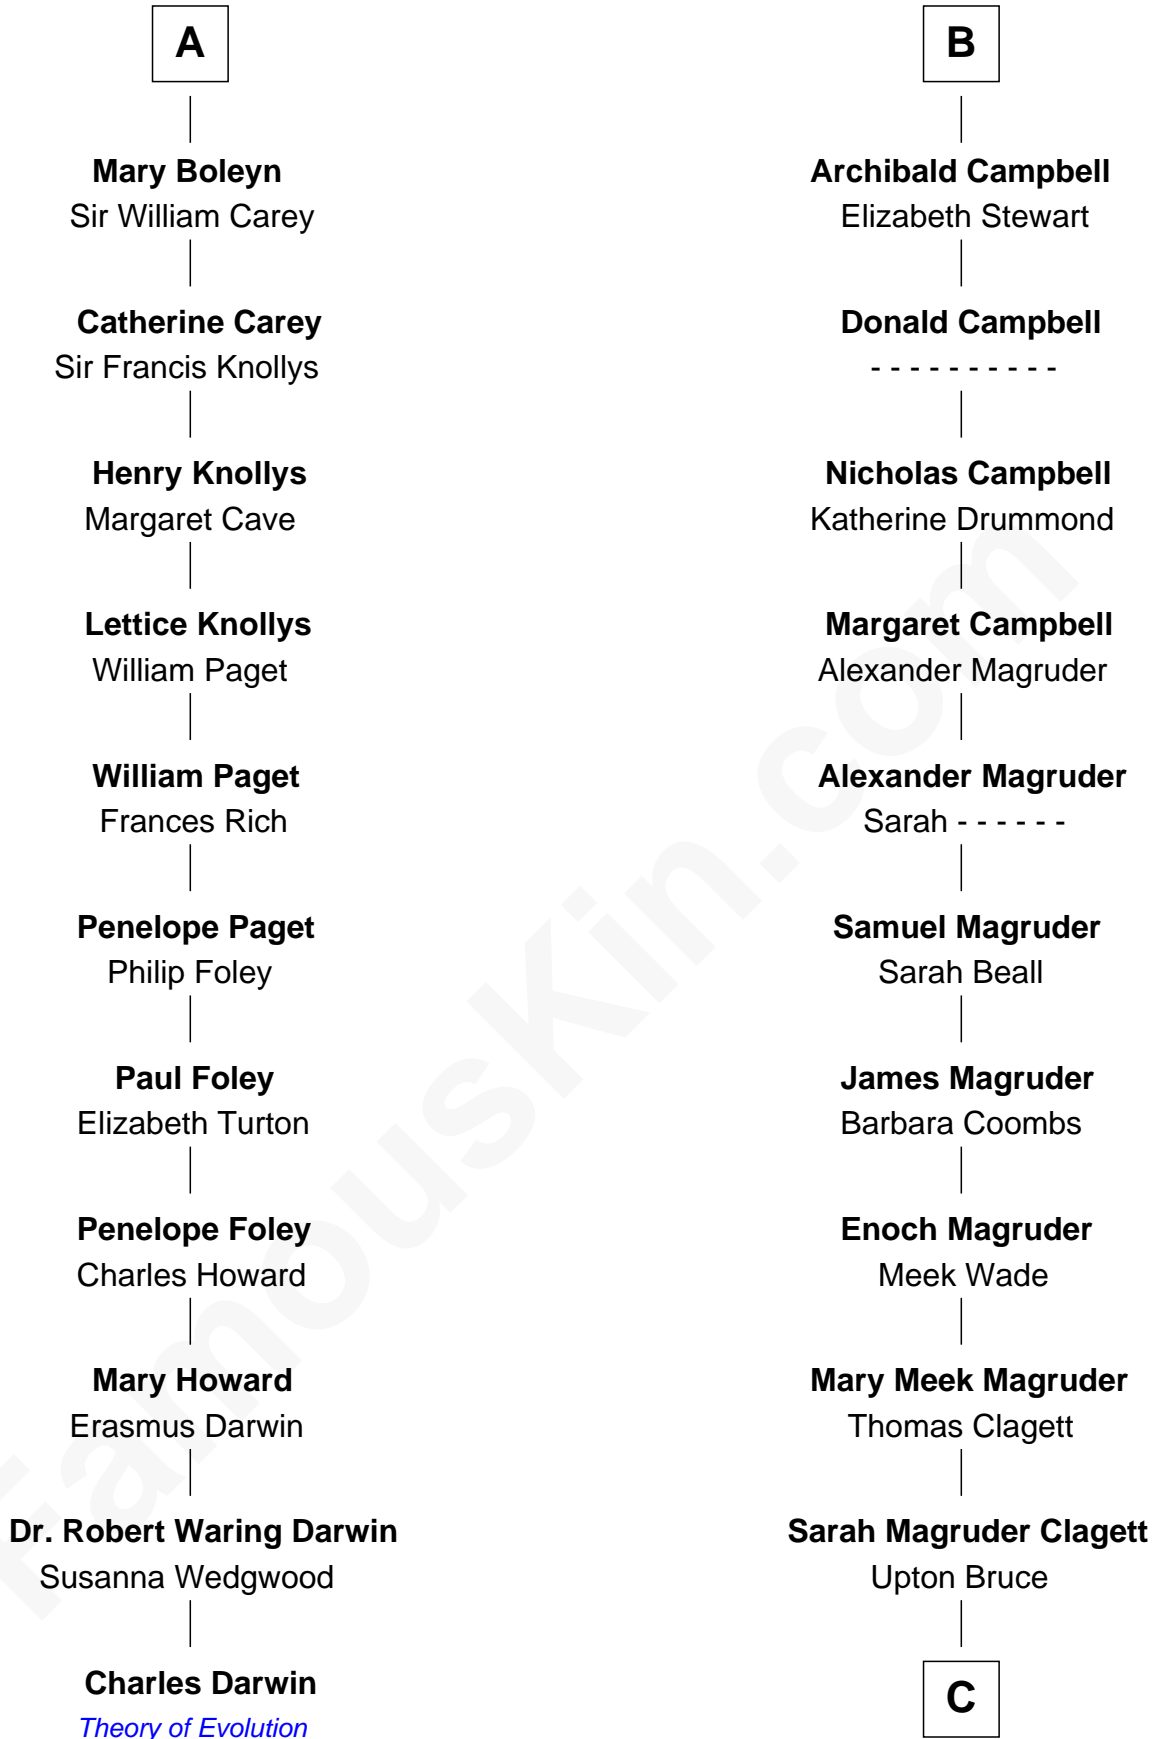 A
Mary Boleyn
Sir William Carey
Catherine Carey
Sir Francis Knollys
Henry Knollys
Margaret Cave
Lettice Knollys
William Paget
William Paget
Frances Rich
Penelope Paget
Philip Foley
Paul Foley
Elizabeth Turton
Penelope Foley
Charles Howard
Mary Howard
Erasmus Darwin
Dr. Robert Waring Darwin
Susanna Wedgwood
Charles Darwin
Theory of Evolution
B
Archibald Campbell
Elizabeth Stewart
Donald Campbell
- - - - - - - - - -
Nicholas Campbell
Katherine Drummond
Margaret Campbell
Alexander Magruder
Alexander Magruder
Sarah - - - - - -
Samuel Magruder
Sarah Beall
James Magruder
Barbara Coombs
Enoch Magruder
Meek Wade
Mary Meek Magruder
Thomas Clagett
Sarah Magruder Clagett
Upton Bruce
C
FamousKin.com